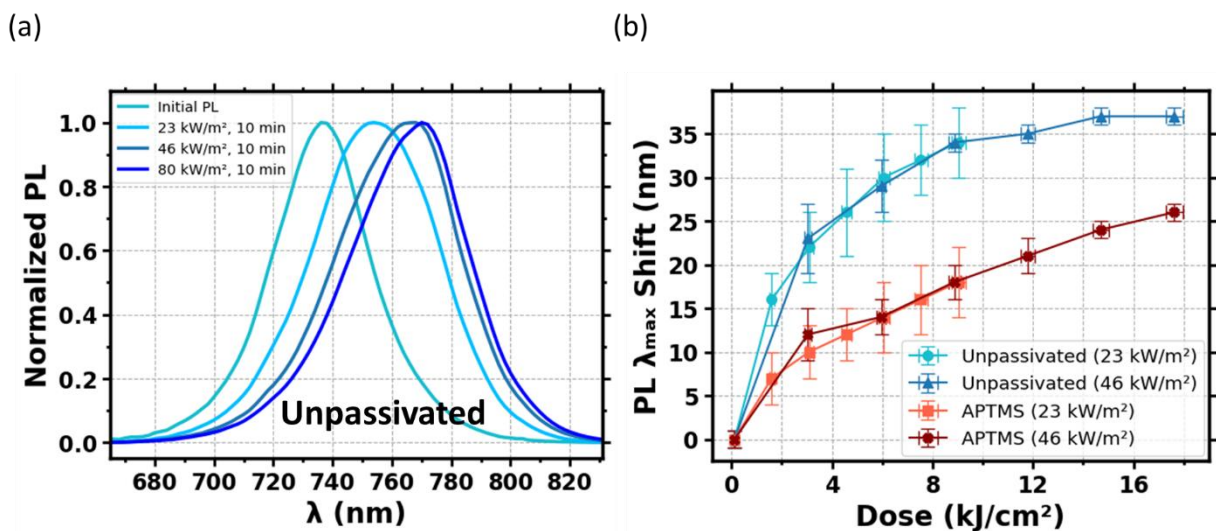 (a)
(b)
Initial PL
23 kW/m², 10 min
46 kW/m², 10 min
80 kW/m², 10 min
Unpassivated
Normalized PL
1.0
0.8
0.6
0.4
0.2
0.0
680 700 720 740 760 780 800 820
λ (nm)
PL λmax Shift (nm)
35
30
25
20
15
10
5
0
Unpassivated (23 kW/m²)
Unpassivated (46 kW/m²)
APTMS (23 kW/m²)
APTMS (46 kW/m²)
0 4 8 12 16
Dose (kJ/cm²)